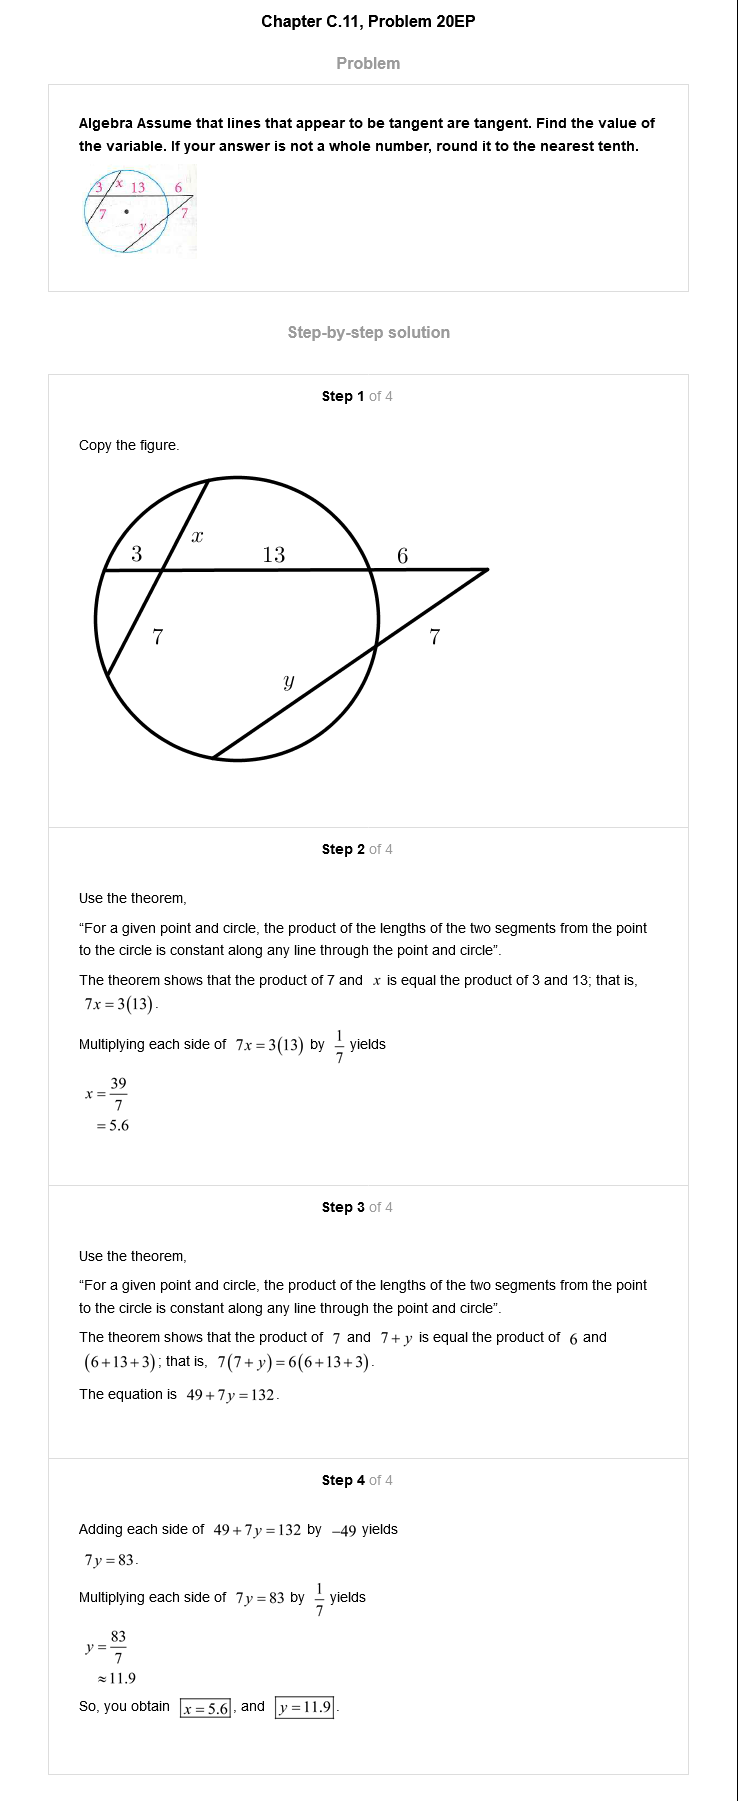 Chapter C.11, Problem 20EP
Problem
Algebra Assume that lines that appear to be tangent are tangent. Find the value of
the variable. If your answer is not a whole number, round it to the nearest tenth.
3 x 13 6
7 7
y
Step-by-step solution
Step 1 of 4
Copy the figure.
x
3 13 6
7 7
y
Step 2 of 4
Use the theorem,
“For a given point and circle, the product of the lengths of the two segments from the point
to the circle is constant along any line through the point and circle”.
The theorem shows that the product of 7 and x is equal the product of 3 and 13; that is,
7x = 3(13).
Multiplying each side of 7x = 3(13) by 1/7 yields
x = 39/7
= 5.6
Step 3 of 4
Use the theorem,
“For a given point and circle, the product of the lengths of the two segments from the point
to the circle is constant along any line through the point and circle”.
The theorem shows that the product of 7 and 7 + y is equal the product of 6 and
(6+13+3); that is, 7(7+y) = 6(6+13+3).
The equation is 49 + 7y = 132.
Step 4 of 4
Adding each side of 49 + 7y = 132 by −49 yields
7y = 83.
Multiplying each side of 7y = 83 by 1/7 yields
y = 83/7
≈ 11.9
So, you obtain x = 5.6, and y = 11.9.